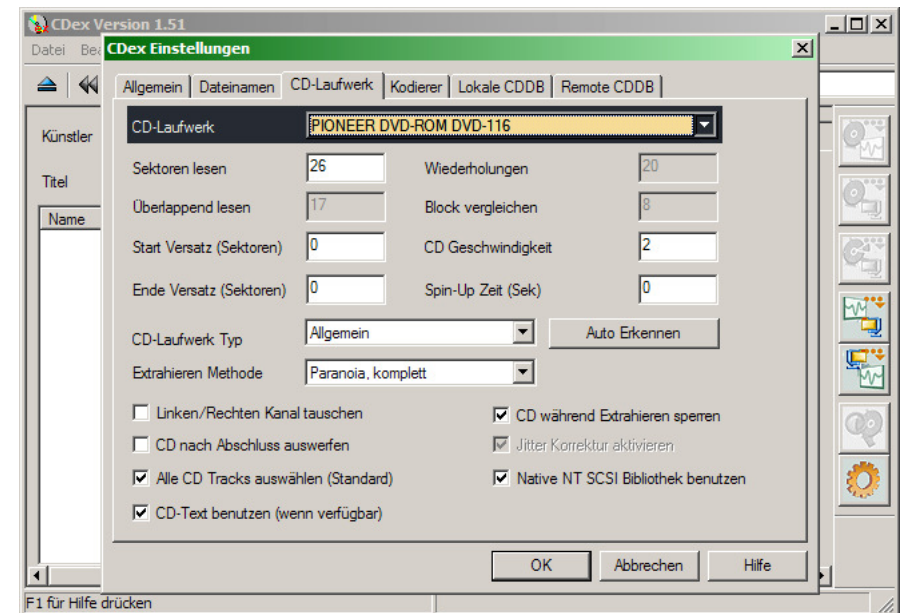 CDex Version 1.51
Datei Be
CDex Einstellungen
Allgemein Dateinamen CD-Laufwerk Kodierer Lokale CDDB Remote CDDB
Künstler
Titel
Name
CD-Laufwerk PIONEER DVD-ROM DVD-116
Sektoren lesen 26 Wiederholungen 20
Überlappend lesen 17 Block vergleichen 8
Start Versatz (Sektoren) 0 CD Geschwindigkeit 2
Ende Versatz (Sektoren) 0 Spin-Up Zeit (Sek) 0
CD-Laufwerk Typ Allgemein Auto Erkennen
Extrahieren Methode Paranoia, komplett
Linken/Rechten Kanal tauschen CD während Extrahieren sperren
CD nach Abschluss auswerfen Jitter Korrektur aktivieren
Alle CD Tracks auswählen (Standard) Native NT SCSI Bibliothek benutzen
CD-Text benutzen (wenn verfügbar)
OK Abbrechen Hilfe
F1 für Hilfe drücken